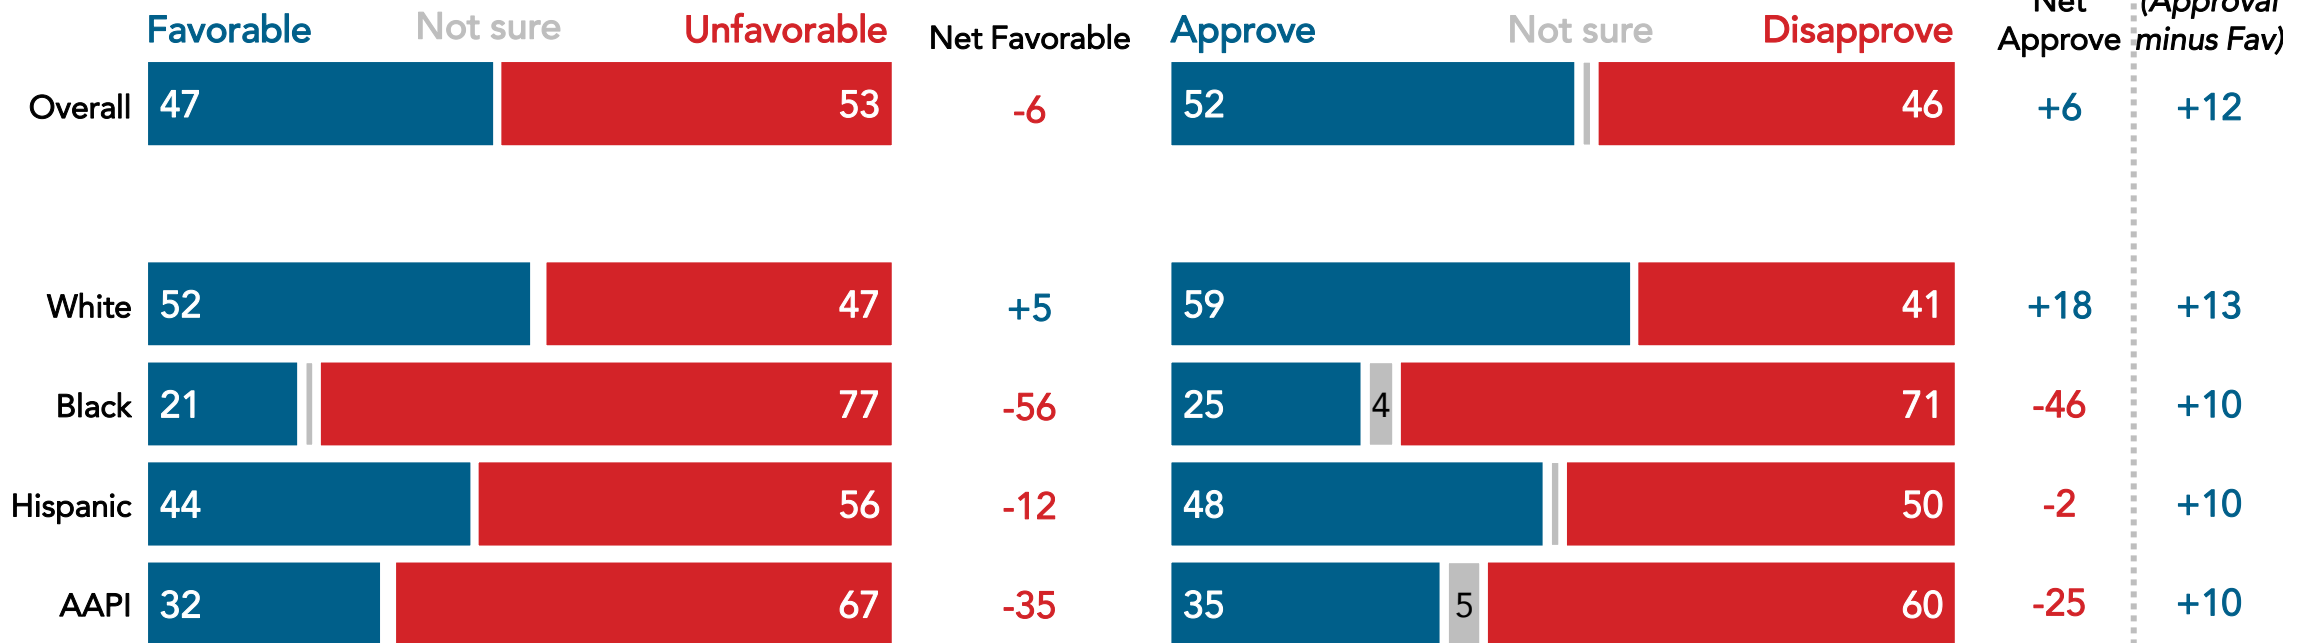 Net (Approval
Favorable Not sure Unfavorable Net Favorable Approve Not sure Disapprove Approve minus Fav)
Overall 47 53 -6 52 46 +6 +12
White 52 47 +5 59 41 +18 +13
Black 21 77 -56 25 4 71 -46 +10
Hispanic 44 56 -12 48 50 -2 +10
AAPI 32 67 -35 35 5 60 -25 +10